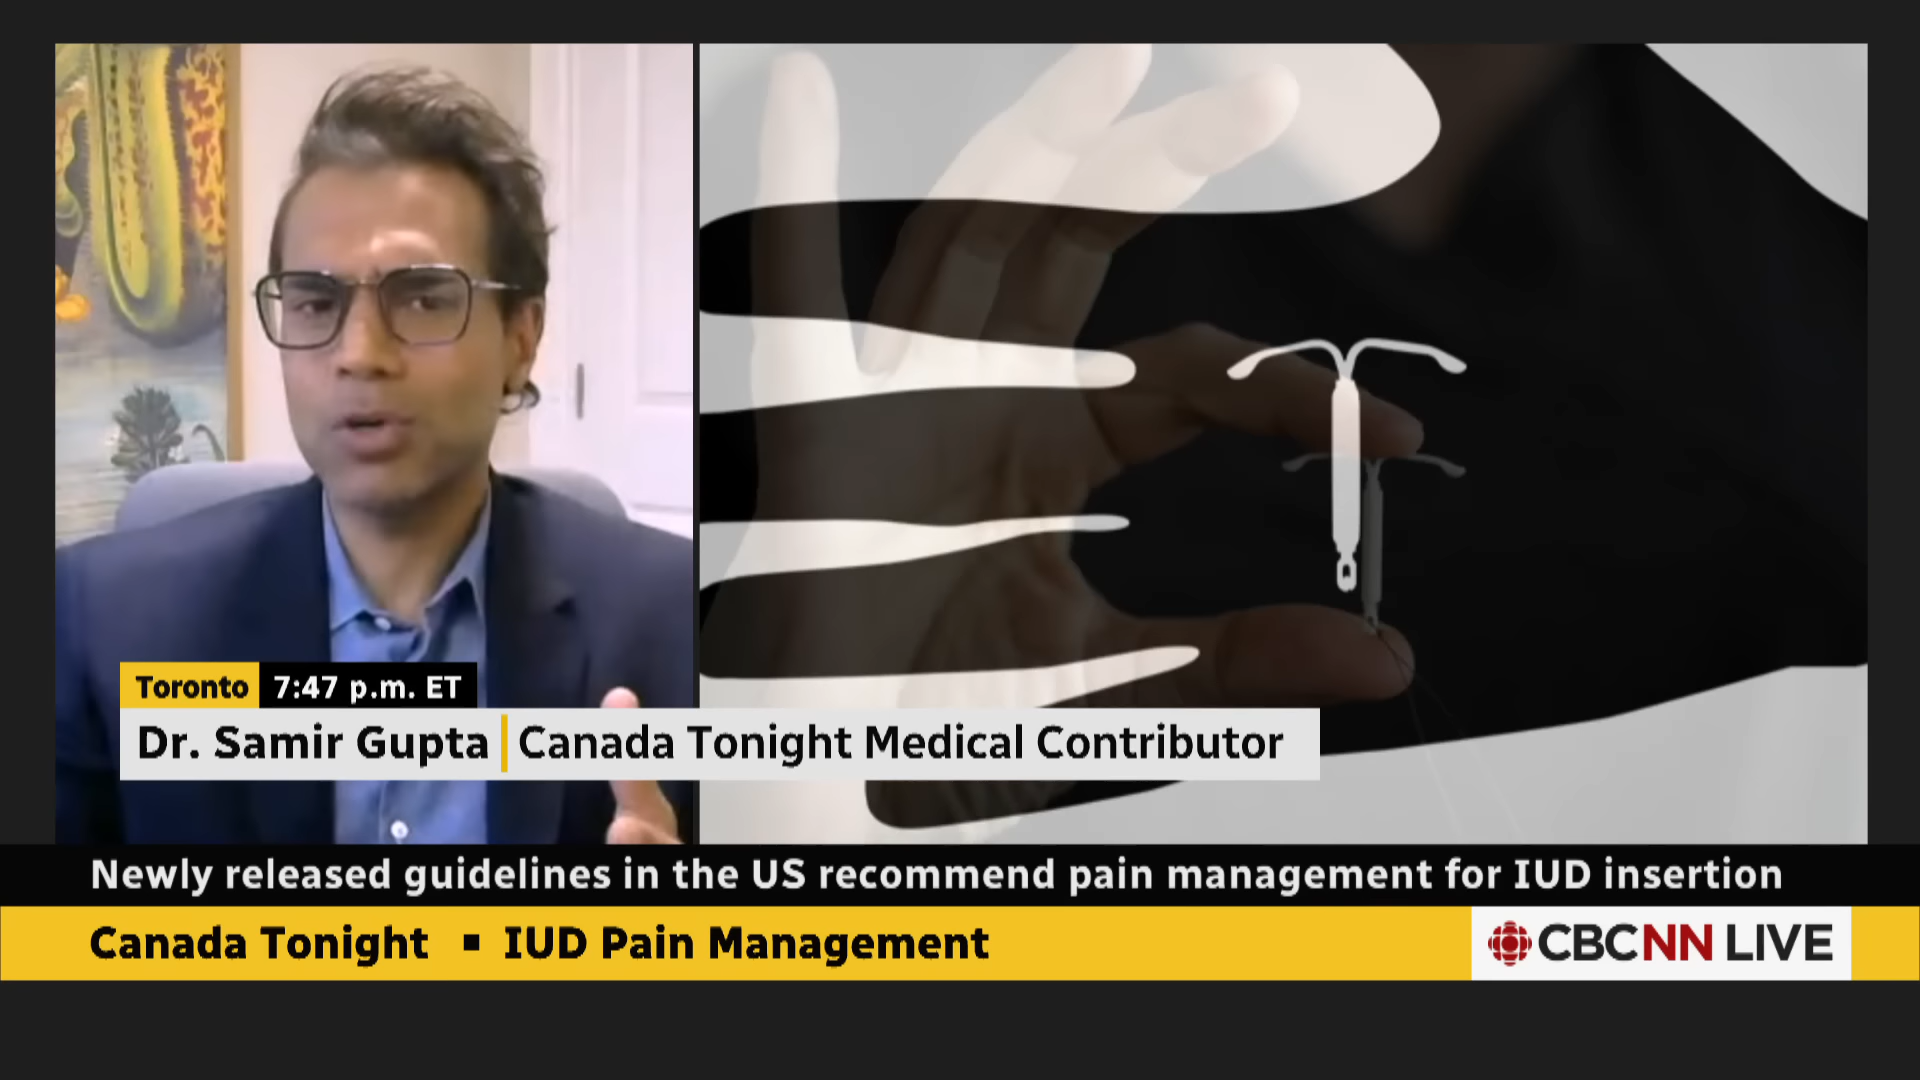 Toronto 7:47 p.m. ET
Dr. Samir Gupta Canada Tonight Medical Contributor
Newly released guidelines in the US recommend pain management for IUD insertion
Canada Tonight ▪ IUD Pain Management
CBCNN LIVE